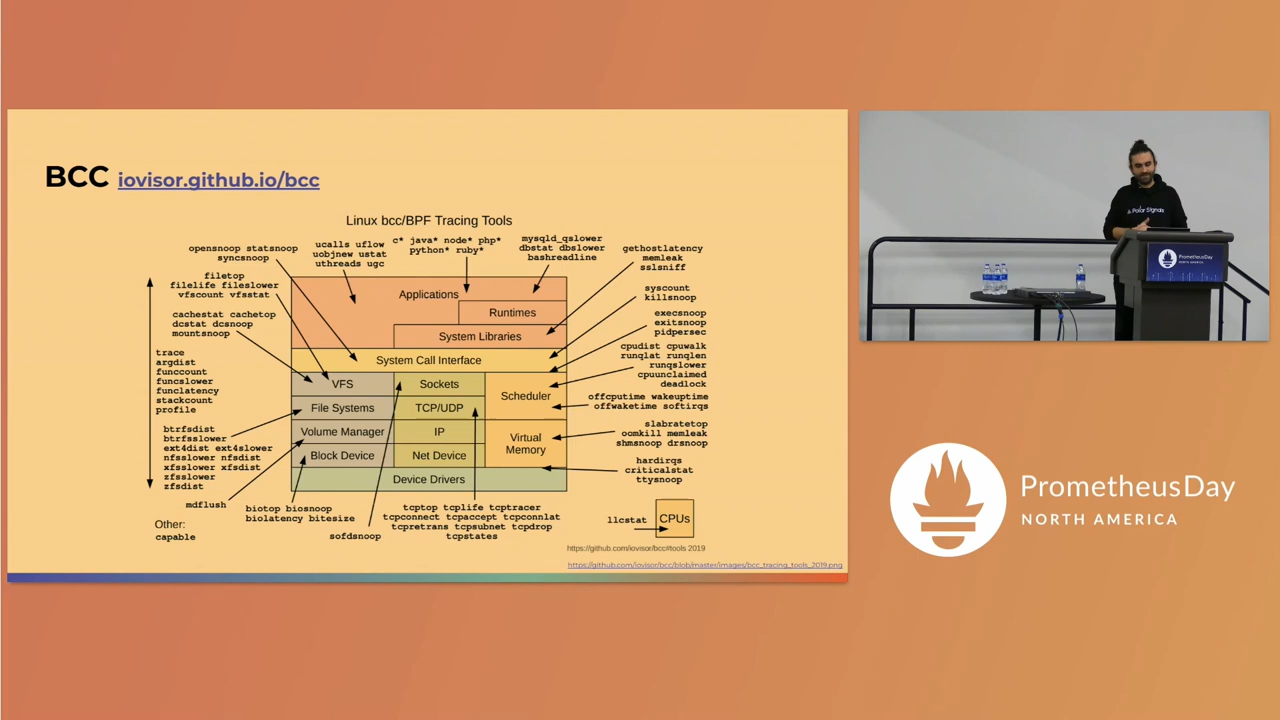 BCC iovisor.github.io/bcc
Linux bcc/BPF Tracing Tools
opensnoop statsnoop
syncsnoop
ucalls uflow
uobjnew ustat
uthreads ugc
c* java* node* php*
python* ruby*
mysqld_qslower
dbstat dbslower
bashreadline
gethostlatency
memleak
sslsniff
filetop
filelife fileslower
vfscount vfsstat
syscount
killsnoop
cachestat cachetop
dcstat dcsnoop
mountsnoop
execsnoop
exitsnoop
pidpersec
trace
argdist
funccount
funcslower
funclatency
stackcount
profile
cpudist cpuwalk
runqlat runqlen
runqslower
cpuunclaimed
deadlock
offcputime wakeuptime
offwaketime softirqs
btrfsdist
btrfsslower
ext4dist ext4slower
nfsslower nfsdist
xfsslower xfsdist
zfsslower
zfsdist
slabratetop
oomkill memleak
shmsnoop drsnoop
hardirqs
criticalstat
ttysnoop
Applications
Runtimes
System Libraries
System Call Interface
VFS
Sockets
Scheduler
File Systems
TCP/UDP
Volume Manager
IP
Virtual
Memory
Block Device
Net Device
Device Drivers
mdflush
biotop biosnoop
biolatency bitesize
sofdsnoop
tcptop tcplife tcptracer
tcpconnect tcpaccept tcpconnlat
tcpretrans tcpsubnet tcpdrop
tcpstates
llcstat
CPUs
Other:
capable
https://github.com/iovisor/bcc#tools 2019
https://github.com/iovisor/bcc/blob/master/images/bcc_tracing_tools_2019.png
Polar Signals
PrometheusDay
NORTH AMERICA
PrometheusDay
NORTH AMERICA